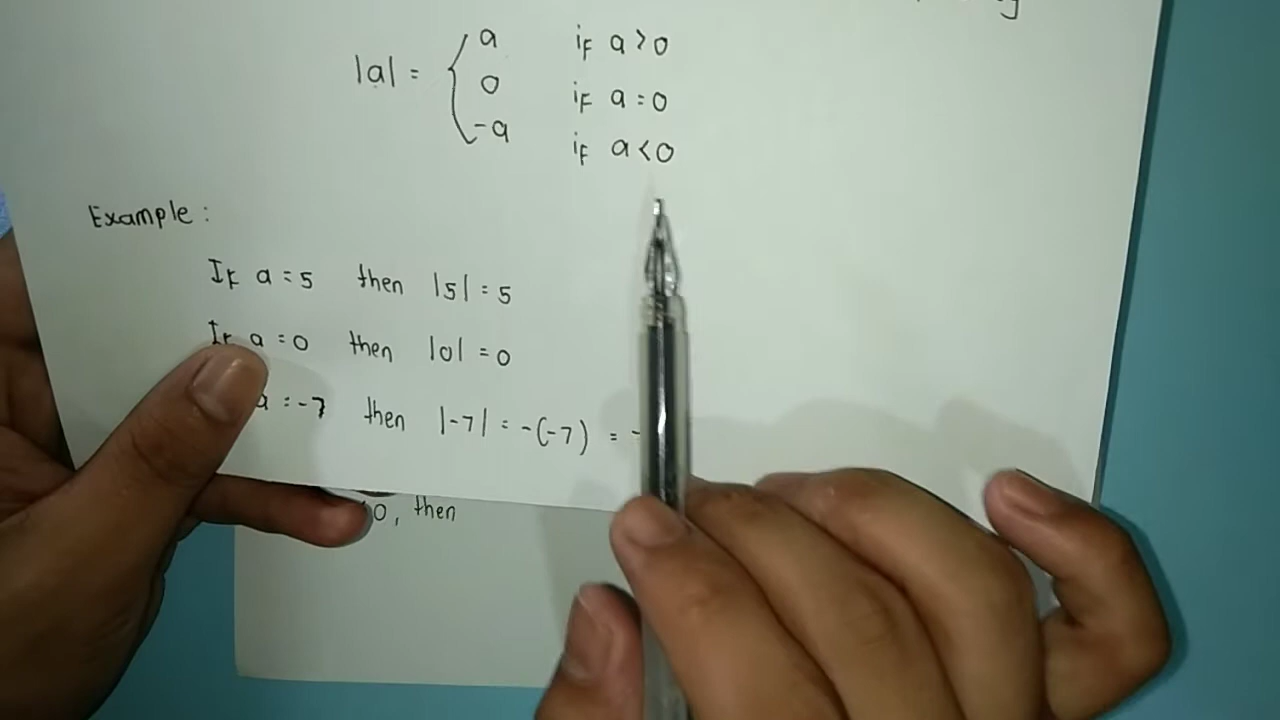 |a| = { a if a > 0
0 if a = 0
-a if a < 0
Example :
If a = 5 then |5| = 5
If a = 0 then |0| = 0
a = -7 then |-7| = -(-7) =
0, then